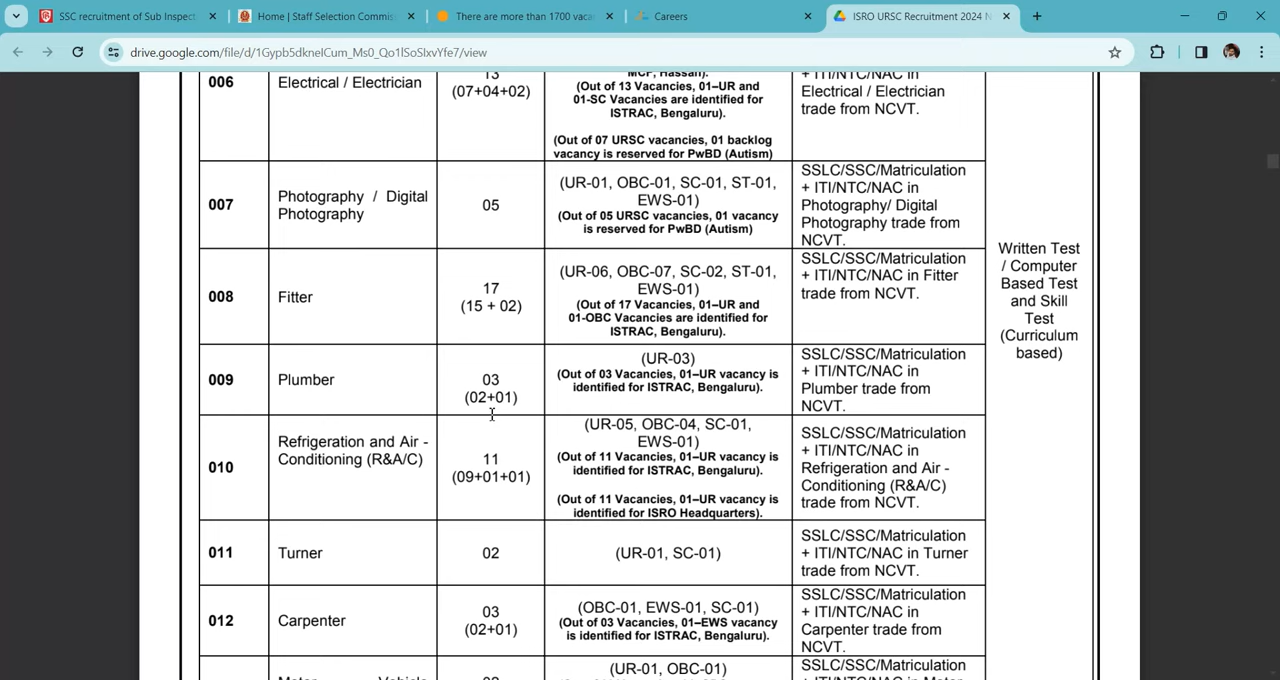 SSC recruitment of Sub Inspect
Home | Staff Selection Commis
There are more than 1700 vaca
Careers
ISRO URSC Recruitment 2024 N
drive.google.com/file/d/1Gypb5dknelCum_Ms0_Qo1lSoSIxvYfe7/view
006
Electrical / Electrician
13
(07+04+02)
MCF, Hassan).
(Out of 13 Vacancies, 01–UR and
01-SC Vacancies are identified for
ISTRAC, Bengaluru).
(Out of 07 URSC vacancies, 01 backlog
vacancy is reserved for PwBD (Autism)
+ ITI/NTC/NAC in
Electrical / Electrician
trade from NCVT.
007
Photography / Digital
Photography
05
(UR-01, OBC-01, SC-01, ST-01,
EWS-01)
(Out of 05 URSC vacancies, 01 vacancy
is reserved for PwBD (Autism)
SSLC/SSC/Matriculation
+ ITI/NTC/NAC in
Photography/ Digital
Photography trade from
NCVT.
008
Fitter
17
(15 + 02)
(UR-06, OBC-07, SC-02, ST-01,
EWS-01)
(Out of 17 Vacancies, 01–UR and
01-OBC Vacancies are identified for
ISTRAC, Bengaluru).
SSLC/SSC/Matriculation
+ ITI/NTC/NAC in Fitter
trade from NCVT.
Written Test
/ Computer
Based Test
and Skill
Test
(Curriculum
based)
009
Plumber
03
(02+01)
(UR-03)
(Out of 03 Vacancies, 01–UR vacancy is
identified for ISTRAC, Bengaluru).
SSLC/SSC/Matriculation
+ ITI/NTC/NAC in
Plumber trade from
NCVT.
010
Refrigeration and Air -
Conditioning (R&A/C)
11
(09+01+01)
(UR-05, OBC-04, SC-01,
EWS-01)
(Out of 11 Vacancies, 01–UR vacancy is
identified for ISTRAC, Bengaluru).
(Out of 11 Vacancies, 01–UR vacancy is
identified for ISRO Headquarters).
SSLC/SSC/Matriculation
+ ITI/NTC/NAC in
Refrigeration and Air -
Conditioning (R&A/C)
trade from NCVT.
011
Turner
02
(UR-01, SC-01)
SSLC/SSC/Matriculation
+ ITI/NTC/NAC in Turner
trade from NCVT.
012
Carpenter
03
(02+01)
(OBC-01, EWS-01, SC-01)
(Out of 03 Vacancies, 01–EWS vacancy
is identified for ISTRAC, Bengaluru).
SSLC/SSC/Matriculation
+ ITI/NTC/NAC in
Carpenter trade from
NCVT.
Motor Vehicle
(UR-01, OBC-01)
SSLC/SSC/Matriculation
+ ITI/NTC/NAC in Motor